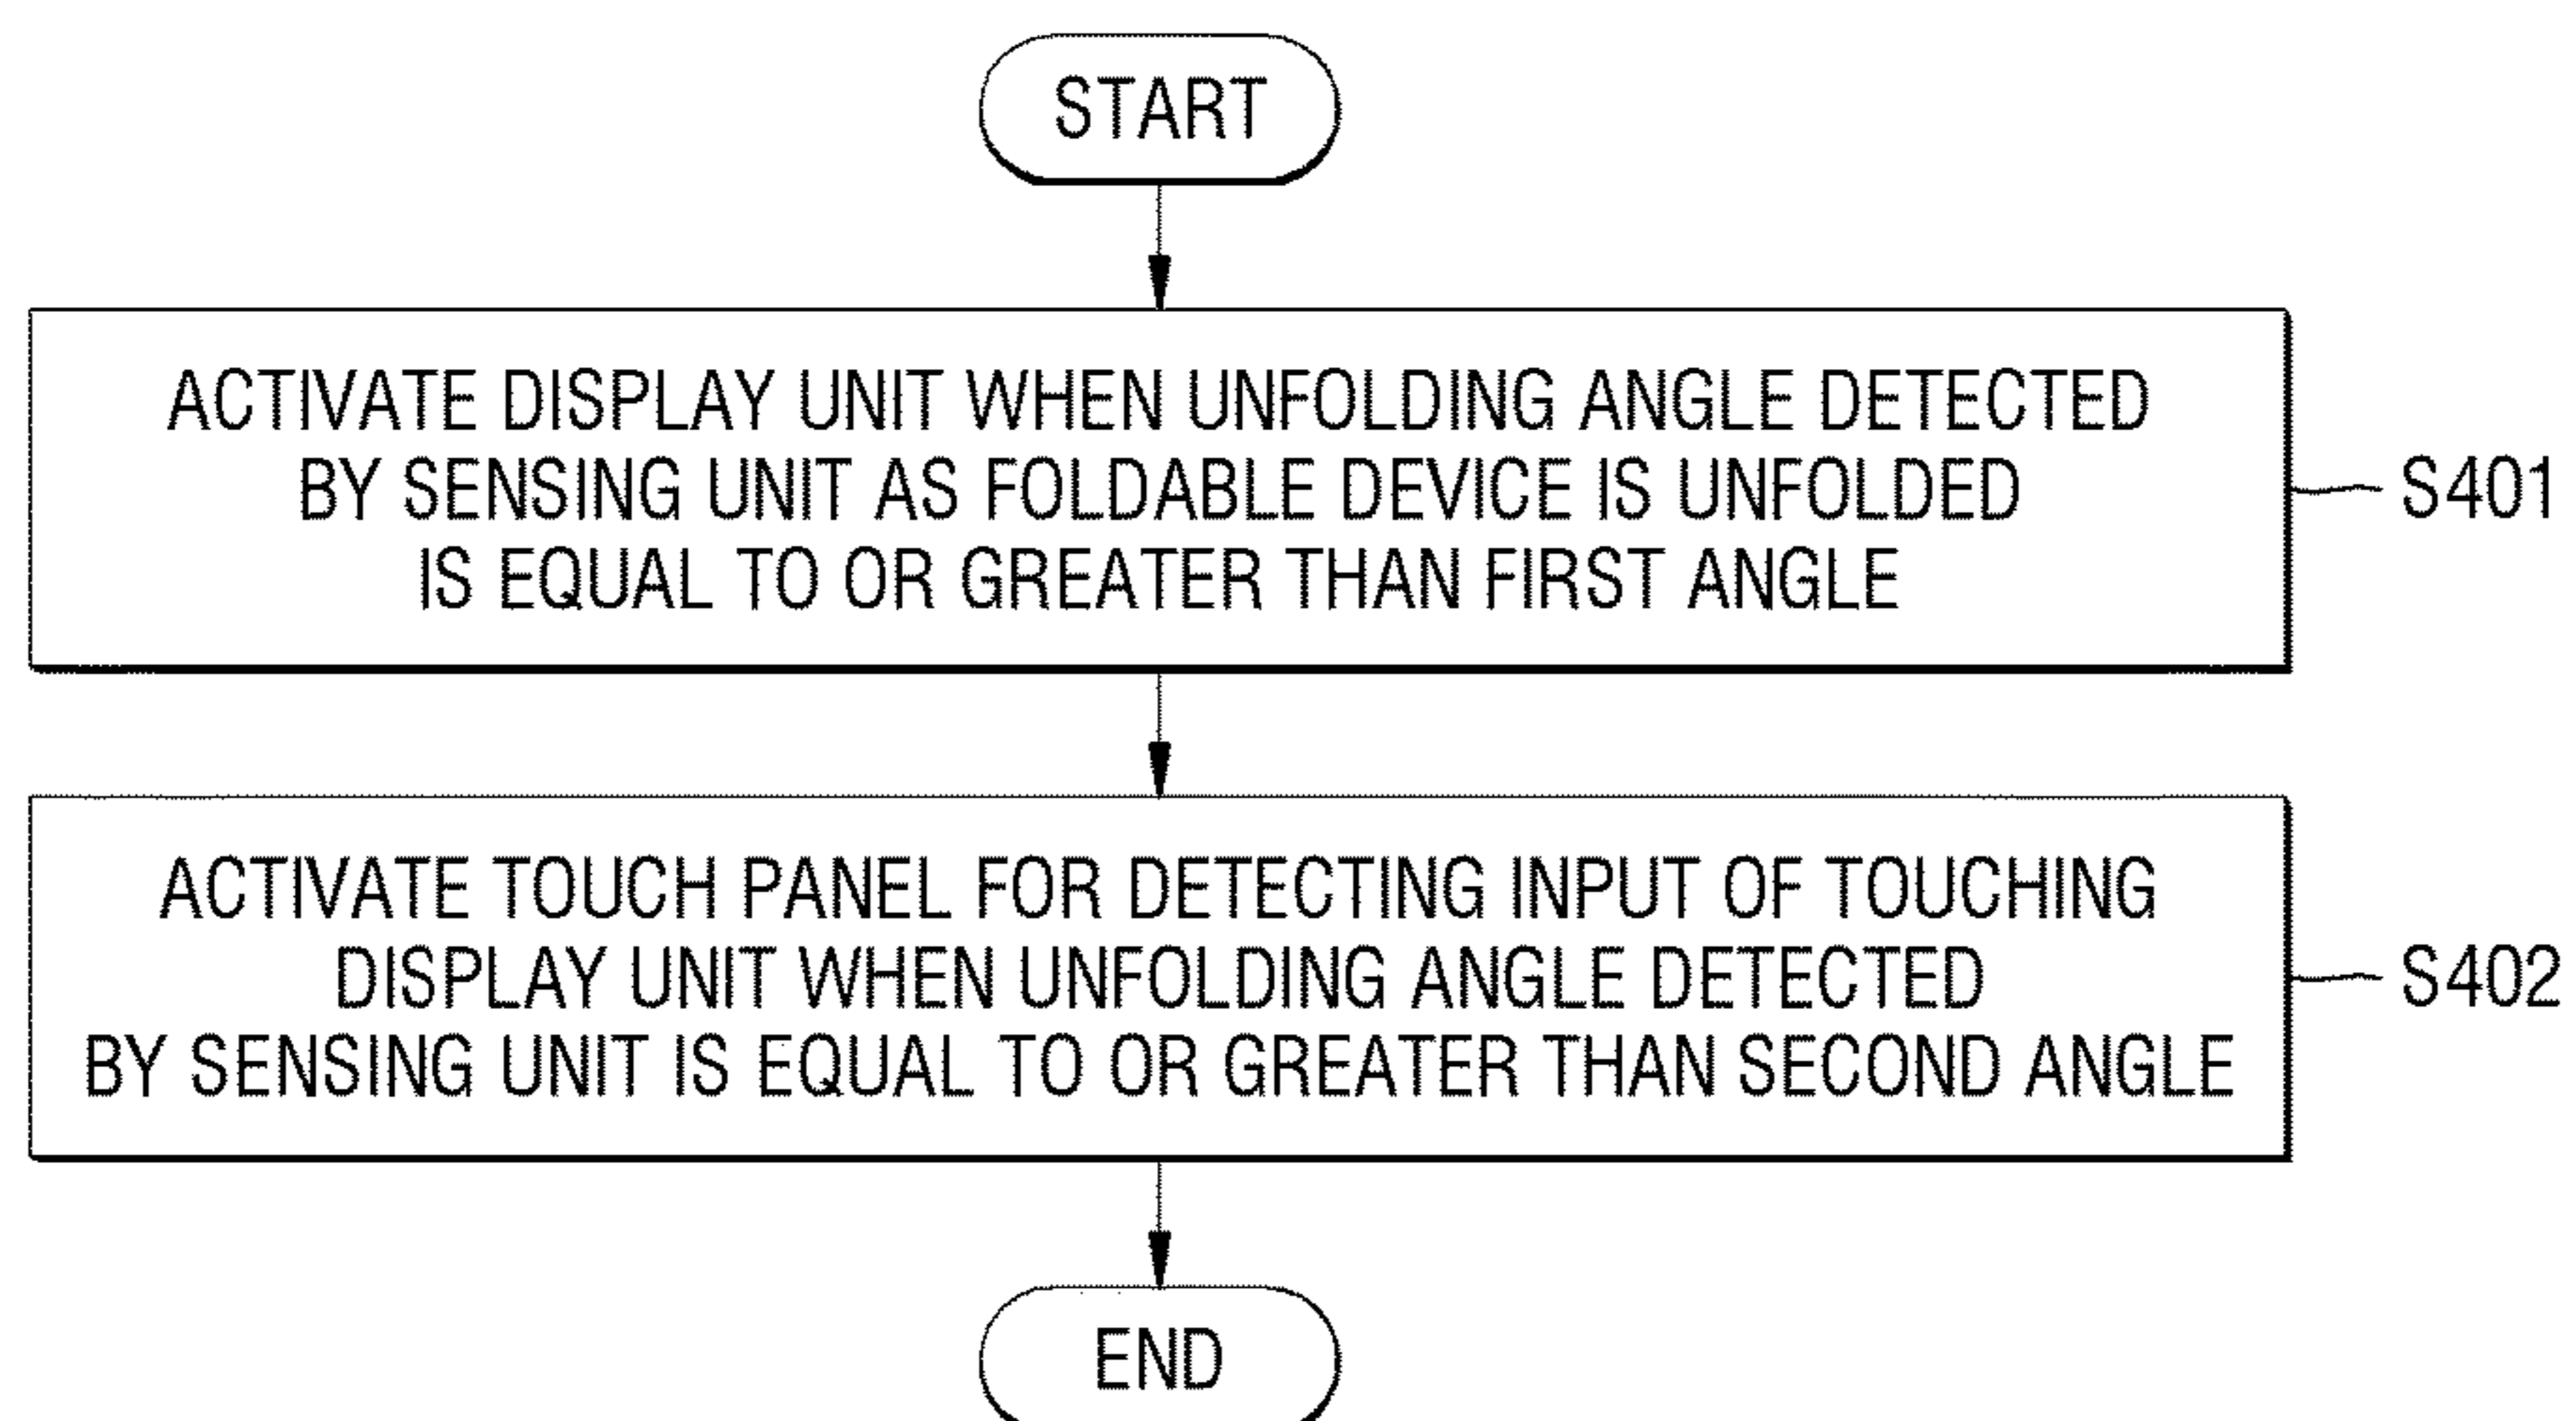 START
ACTIVATE DISPLAY UNIT WHEN UNFOLDING ANGLE DETECTED
BY SENSING UNIT AS FOLDABLE DEVICE IS UNFOLDED
IS EQUAL TO OR GREATER THAN FIRST ANGLE
S401
ACTIVATE TOUCH PANEL FOR DETECTING INPUT OF TOUCHING
DISPLAY UNIT WHEN UNFOLDING ANGLE DETECTED
BY SENSING UNIT IS EQUAL TO OR GREATER THAN SECOND ANGLE
S402
END